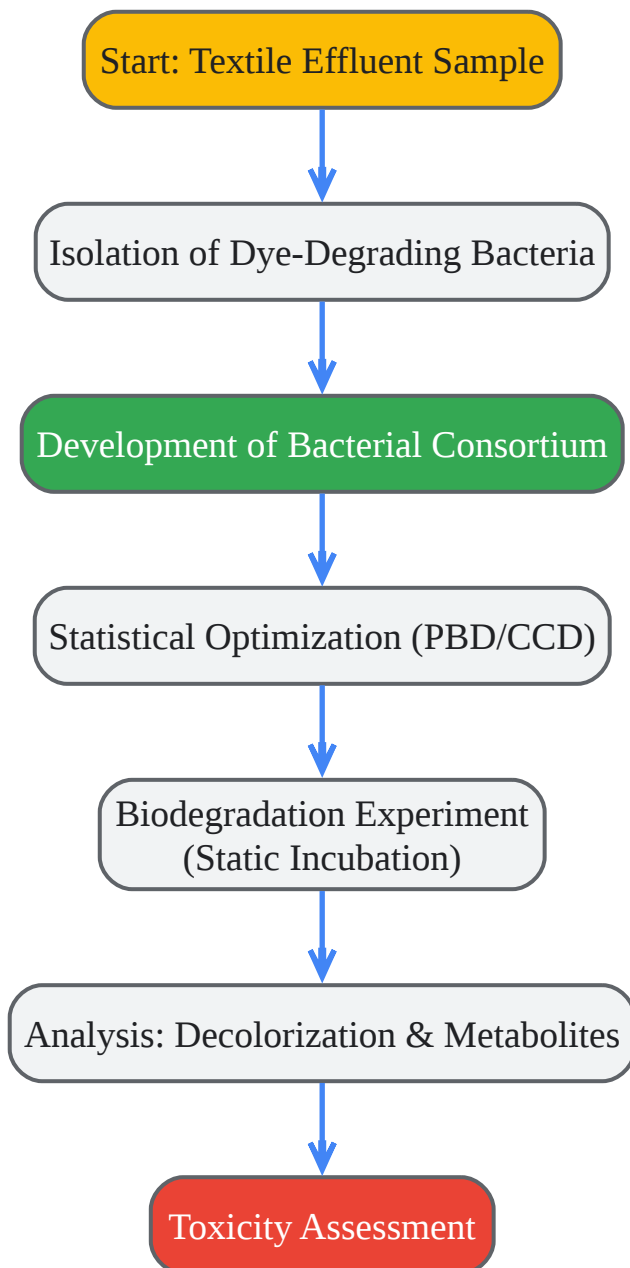 Start: Textile Effluent Sample
Isolation of Dye-Degrading Bacteria
Development of Bacterial Consortium
Statistical Optimization (PBD/CCD)
Biodegradation Experiment
(Static Incubation)
Analysis: Decolorization & Metabolites
Toxicity Assessment